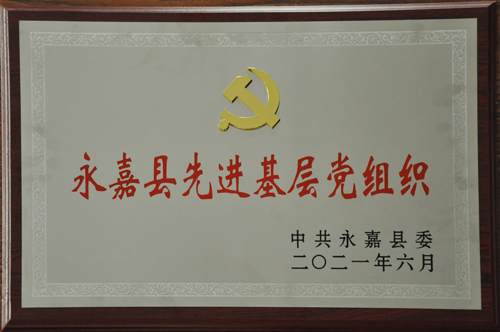 永嘉县先进基层党组织
中共永嘉县委
二〇二一年六月